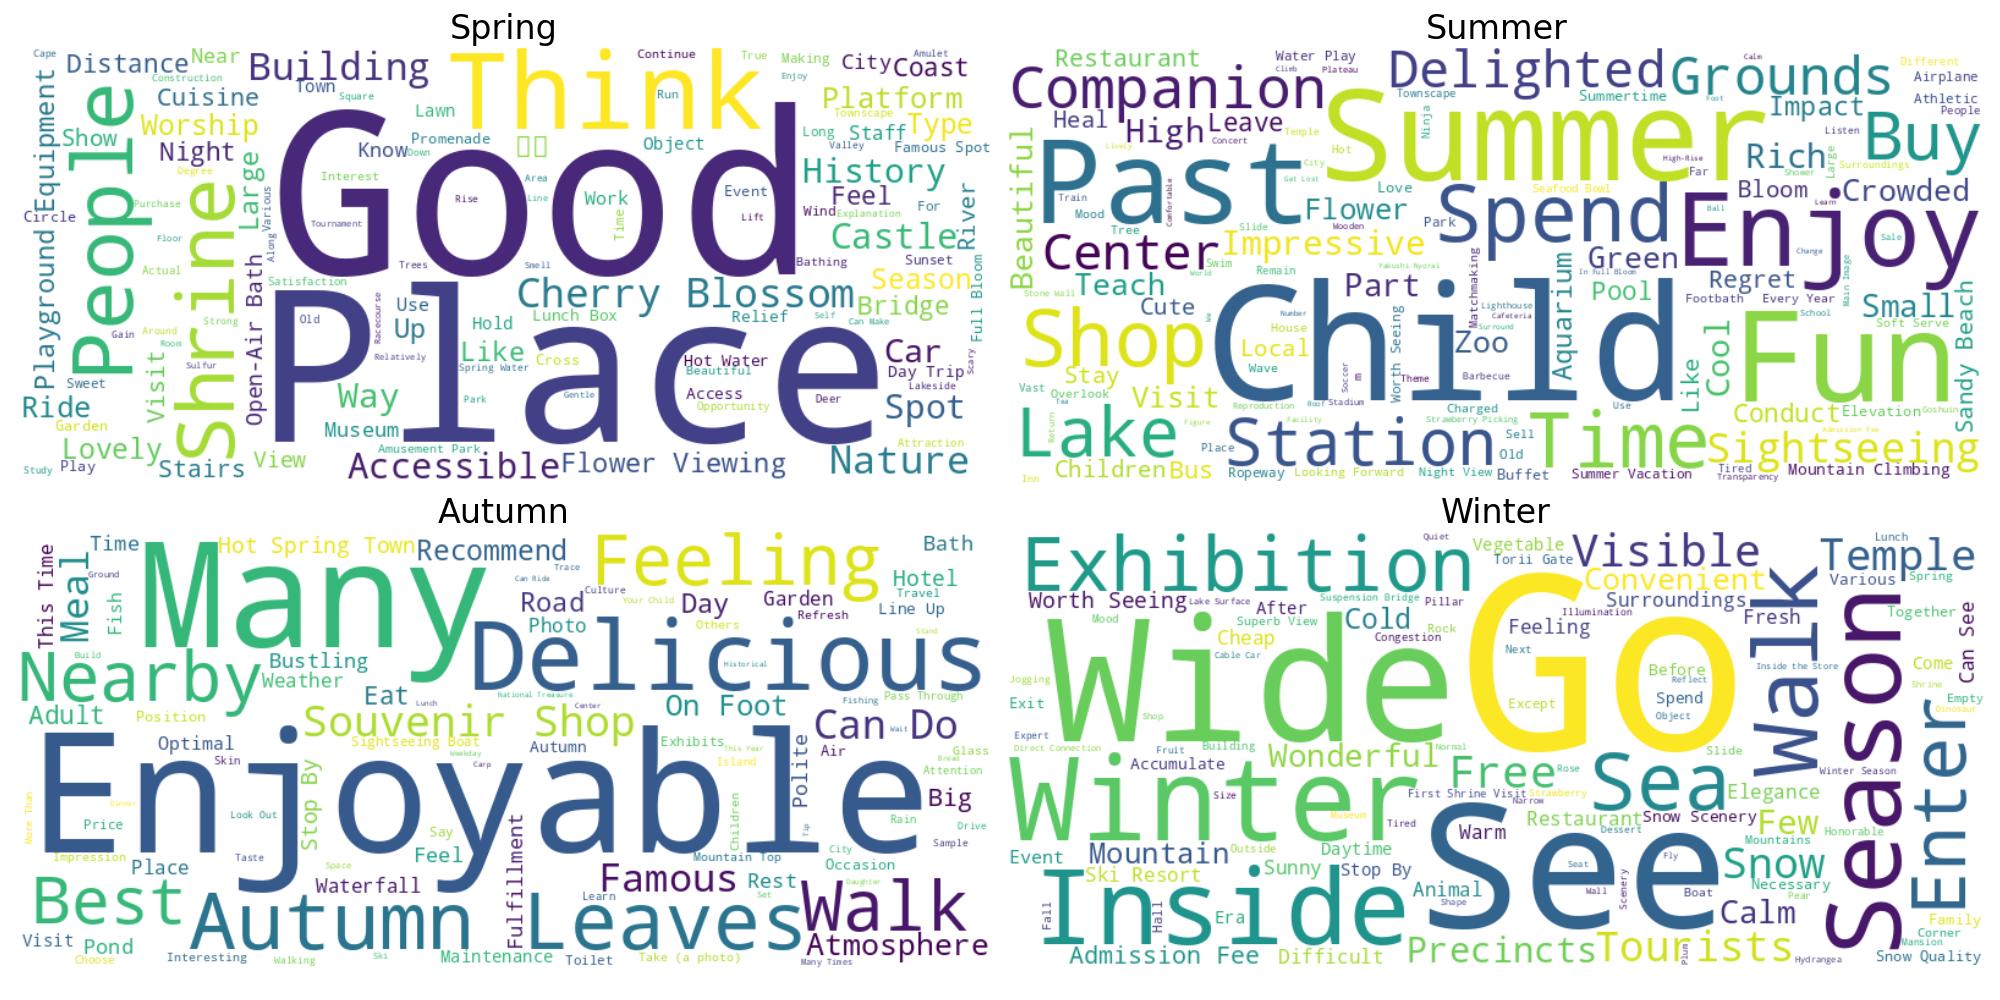 Spring
Cape
Distance
Near
Building
Think
Continue
True
Making
City
Coast
Amulet
Construction
Town
Square
Enjoy
Equipment
People
Cuisine
Run
Platform
Townscape
Show
Worship
Lawn
Promenade
Object
Long
Staff
Type
Valley
Famous Spot
Night
Know
Down
Good
Degree
Large
Interest
Area
History
Purchase
Various
Rise
Line
Work
Event
Feel
For
Circle
Shrine
Tournament
Time
Lift
Wind
Explanation
River
Playground
Floor
Along
Castle
Actual
Open-Air Bath
Trees
Smell
Bathing
Sunset
Satisfaction
Season
Cherry Blossom
Bridge
Full Bloom
Old
Racecourse
Use
Up
Hold
Lunch Box
Relief
Self
Can Make
Strong
Gain
Around
Room
Place
Like
Cross
Hot Water
Beautiful
Car
Relatively
Spring Water
Day Trip
Scary
Sulfur
Sweet
Visit
Way
Park
Gentle
Access
Opportunity
Deer
Lakeside
Ride
Spot
Garden
Museum
Lovely
Amusement Park
Attraction
Study
Play
Stairs
View
Accessible
Flower Viewing
Nature
Summer
Restaurant
Water Play
Climb
Plateau
Delighted
Grounds
Calm
Different
Companion
Townscape
Summertime
Foot
Impact
Airplane
Athletic
People
Heal
High
Leave
Temple
Ninja
Summer
Listen
Buy
Concert
Hot
Beautiful
Past
Lively
City
Get Lost
High-Rise
Far
Rich
Large
Surroundings
Shower
Train
Comfortable
Love
Seafood Bowl
Bloom
Learn
Crowded
Mood
Flower
Park
Spend
Enjoy
Ball
Tree
Slide
Wooden
Center
Impressive
Green
Change
Sale
Swim
World
Remain
Yakushi Nyorai
Matchmaking
In Full Bloom
Regret
Main Image
Teach
Part
Aquarium
Pool
Stone Wall
Cute
We
Number
Child
Lighthouse
Cafeteria
Surround
Footbath
Every Year
School
Small
Soft Serve
Sandy Beach
Shop
House
Local
Worth Seeing
Zoo
Cool
Fun
Stay
Wave
Soccer
m
Theme
Barbecue
Vast
Overlook
Tea
Visit
Reproduction
Roof
Stadium
Charged
Use
Like
Conduct
Elevation
Goshuin
Lake
Return
Figure
Facility
Strawberry Picking
Sell
Time
Admission Fee
Station
Place
Old
Sightseeing
Inn
Children
Bus
Ropeway
Looking Forward
Night View
Buffet
Summer Vacation
Tired
Transparency
Mountain Climbing
Autumn
This Time
Meal
Time
Many
Hot Spring Town
Recommend
Feeling
Bath
Ground
Can Ride
Trace
Hotel
Travel
Fish
Culture
Your Child
Road
Day
Garden
Refresh
Line Up
Photo
Others
Stand
Nearby
Build
Bustling
Delicious
Historical
Weather
Adult
Position
Eat
Lunch
National Treasure
Center
On Foot
Fishing
Pass Through
Souvenir Shop
Can Do
Wait
Optimal
Skin
Sightseeing Boat
Weekday
Carp
Autumn
Exhibits
This Year
Island
Polite
Air
Glass
Bread
Attention
Enjoyable
More Than
Dinner
Price
Stop By
Look Out
Say
Children
Tip
Big
Rain
Drive
Impression
Taste
Space
Feel
Mountain Top
City
Sample
Place
Occasion
Best
Waterfall
Fulfillment
Famous
Rest
Daughter
Walk
Autumn Leaves
Learn
Set
Visit
Pond
Choose
Interesting
Walking
Ski
Maintenance
Toilet
Take (a photo)
Atmosphere
Many Times
Winter
Exhibition
Quiet
Vegetable
Torii Gate
Visible
Lunch
Temple
Convenient
Various
Spring
Worth Seeing
Lake Surface
After
Suspension Bridge
Pillar
Surroundings
Illumination
Fresh
Walk
Together
Can See
Mood
Superb View
Cold
Rock
Feeling
Cheap
Congestion
Wide
Cable Car
Go
Next
Before
Reflect
Inside the Store
Season
Come
Shrine
Jogging
Exit
Shop
Except
Spend
Object
Empty
Dinosaur
Expert
Direct Connection
Fruit
Building
Wonderful
Normal
Slide
Enter
Accumulate
Free
Rose
Sea
Winter Season
Winter
Size
First Shrine Visit
Strawberry
Narrow
Elegance
Museum
Tired
Warm
Restaurant
Dessert
Snow Scenery
Few
Honorable
Event
Mountain
Outside
Daytime
See
Mountains
Ski Resort
Sunny
Stop By
Seat
Fly
Snow
Animal
Shape
Wall
Scenery
Boat
Necessary
Pear
Inside
Fall
Hall
Era
Calm
Family
Corner
Admission Fee
Difficult
Precincts
Tourists
Plum
Hydrangea
Mansion
Snow Quality